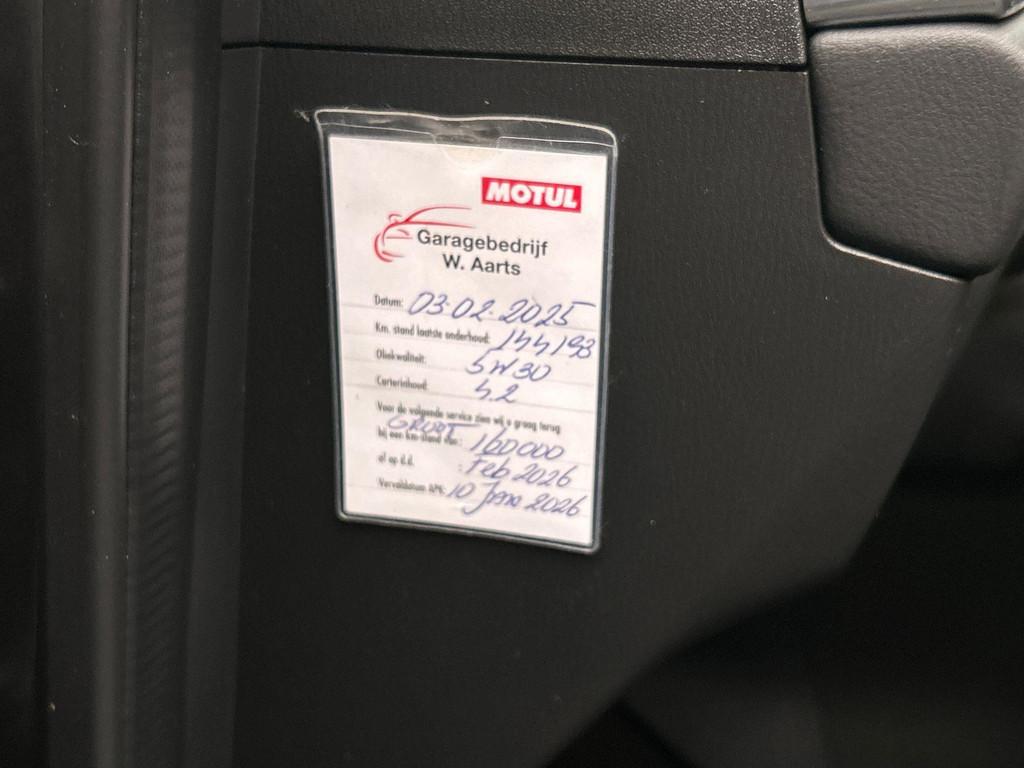 MOTUL
Garagebedrijf
W. Aarts
Datum: 03-02-2025
Km. stand laatste onderhoud: 144193
Oliekwaliteit: 5W30
Carterinhoud: 4,2
Voor de volgende service zien wij u graag terug
GROOT
bij een km-stand van: 160000
of op d.d. : Feb 2026
Vervaldatum APK: 10 Jan 2026